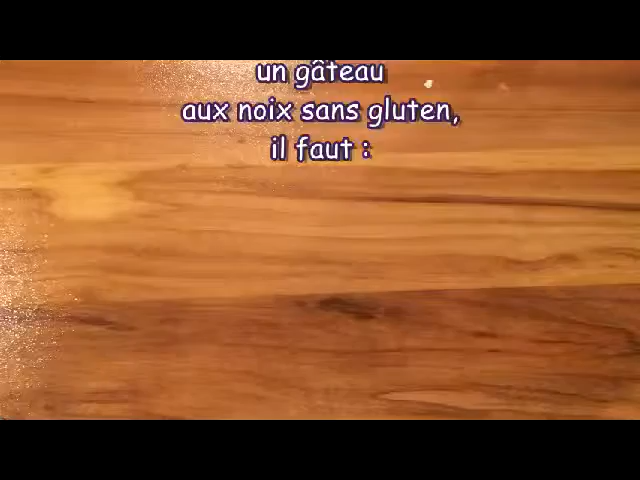 un gâteau
aux noix sans gluten,
il faut :